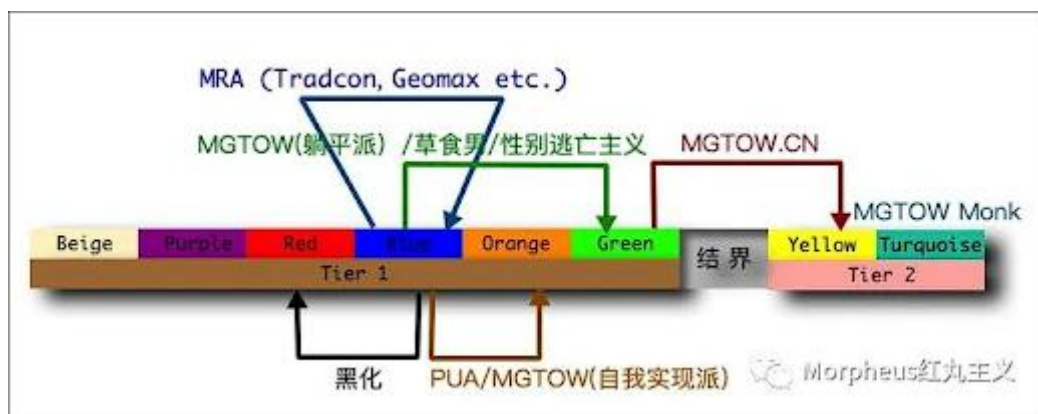 MRA (Tradcon, Geomax etc.)
MGTOW(躺平派) /草食男/性别逃亡主义
MGTOW.CN
MGTOW Monk
Beige Purple Red Blue Orange Green 结界 Yellow Turquoise
Tier 1 Tier 2
黑化 PUA/MGTOW(自我实现派)
Morpheus红丸主义